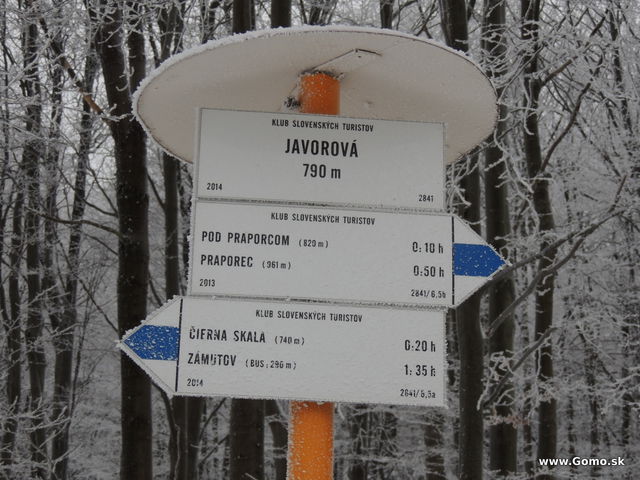 KLUB SLOVENSKÝCH TURISTOV
JAVOROVÁ
790 m
2014 2841
KLUB SLOVENSKÝCH TURISTOV
POD PRAPORCOM (820 m) 0:10 h
PRAPOREC (961 m) 0:50 h
2013 2841/6,5b
KLUB SLOVENSKÝCH TURISTOV
ČIERNA SKALA (740 m) 0:20 h
ZÁMUTOV (BUS: 296 m) 1:35 h
2014 2841/6,5a
www.Gomo.sk